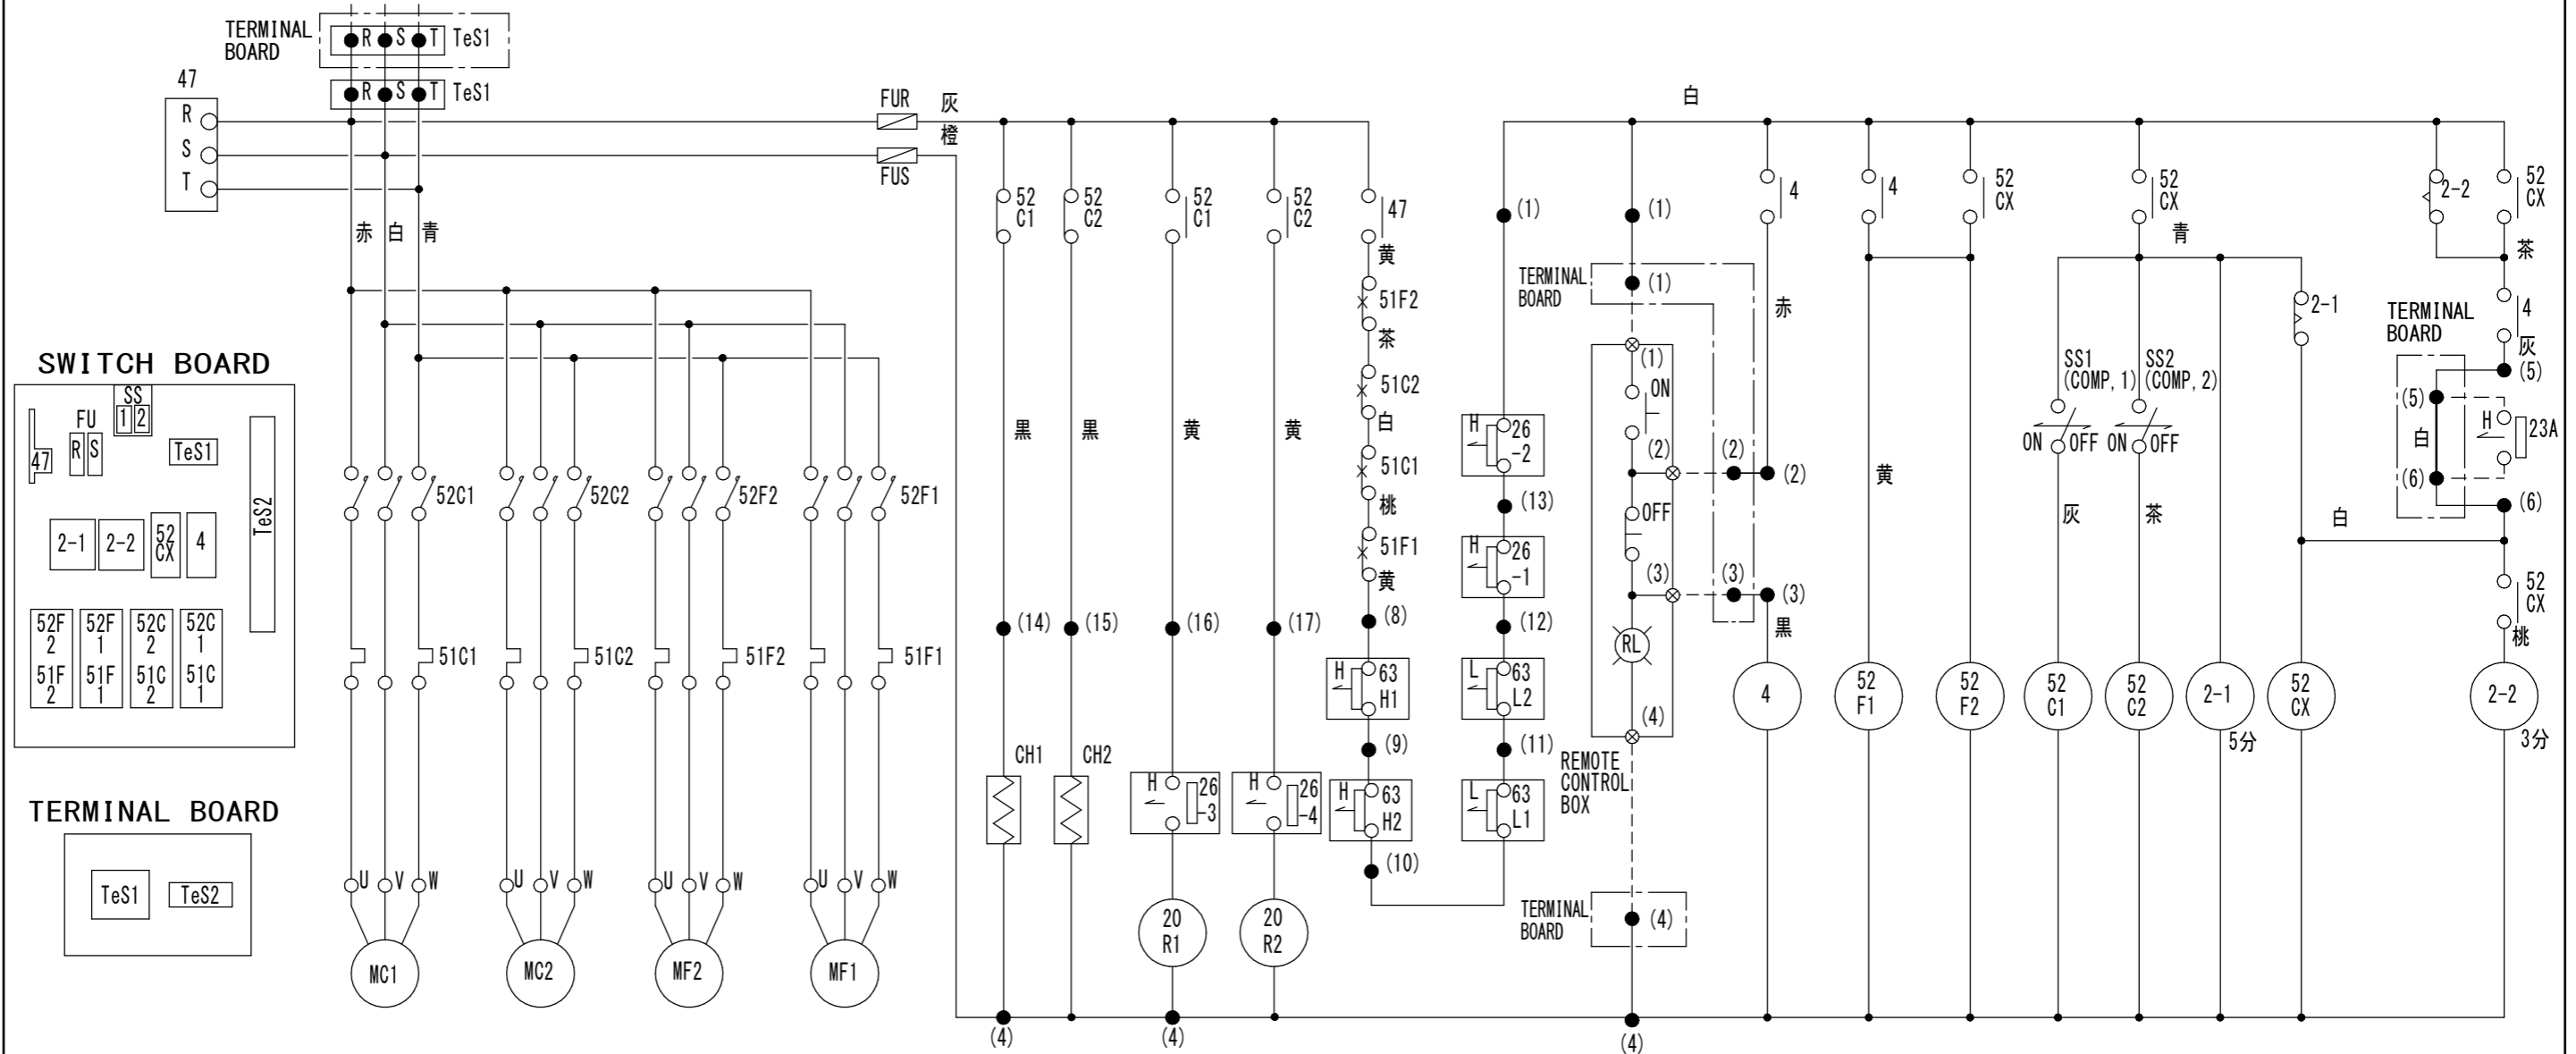 TERMINAL
BOARD
R S T TeS1
R S T TeS1
47
R
S
T
FUR
灰
橙
FUS
赤 白 青
SWITCH BOARD
SS
1 2
FU
R S
47
TeS1
TeS2
2-1
2-2
52
CX
4
52F
2
51F
2
52F
1
51F
1
52C
2
51C
2
52C
1
51C
1
TERMINAL BOARD
TeS1
TeS2
52C1
52C2
52F2
52F1
51C1
51C2
51F2
51F1
U V W
U V W
U V W
U V W
MC1
MC2
MF2
MF1
52
C1
52
C2
52
C1
52
C2
47
黒
黒
黄
黄
(14)
(15)
(16)
(17)
CH1
CH2
H
26
-3
H
26
-4
20
R1
20
R2
(4)
(4)
黄
51F2
茶
51C2
白
51C1
桃
51F1
黄
(8)
H
63
H1
(9)
H
63
H2
(10)
白
(1)
H
26
-2
(13)
H
26
-1
(12)
L
63
L2
(11)
L
63
L1
(1)
TERMINAL
BOARD
(1)
(1)
ON
(2)
(2)
(2)
OFF
(3)
(3)
(3)
RL
(4)
REMOTE
CONTROL
BOX
TERMINAL
BOARD
(4)
(4)
4
赤
黒
4
4
黄
52
F1
52
CX
52
F2
52
CX
青
SS1
(COMP,1)
SS2
(COMP,2)
ON OFF
ON OFF
灰
茶
52
C1
52
C2
2-1
5分
2-1
52
CX
白
2-2
52
CX
茶
4
灰
TERMINAL
BOARD
(5)
(5)
白
H
23A
(6)
(6)
52
CX
桃
2-2
3分